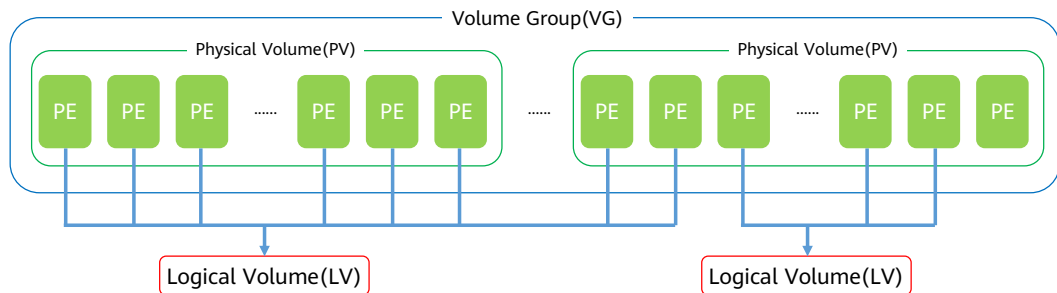 Volume Group(VG)
Physical Volume(PV)
Physical Volume(PV)
PE PE PE ...... PE PE PE ...... PE PE PE ...... PE PE PE
Logical Volume(LV)
Logical Volume(LV)